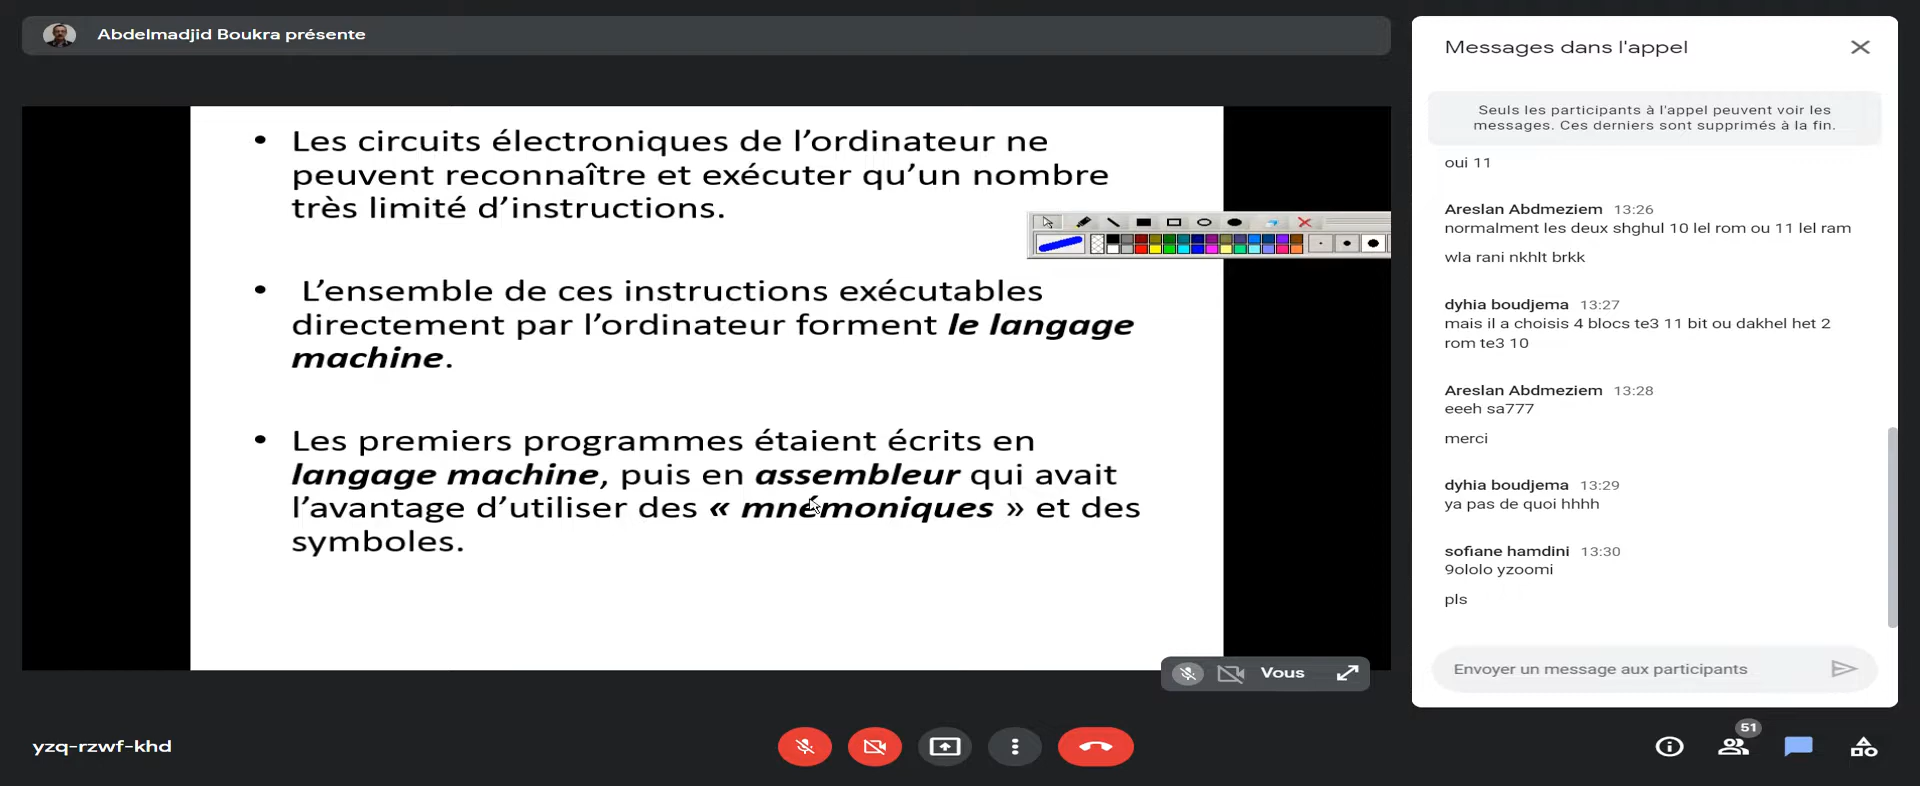 Abdelmadjid Boukra présente
• Les circuits électroniques de l’ordinateur ne
peuvent reconnaître et exécuter qu’un nombre
très limité d’instructions.
• L’ensemble de ces instructions exécutables
directement par l’ordinateur forment le langage
machine.
• Les premiers programmes étaient écrits en
langage machine, puis en assembleur qui avait
l’avantage d’utiliser des « mnémoniques » et des
symboles.
Vous
yzq-rzwf-khd
Messages dans l'appel
Seuls les participants à l'appel peuvent voir les
messages. Ces derniers sont supprimés à la fin.
oui 11
Areslan Abdmeziem 13:26
normalment les deux shghul 10 lel rom ou 11 lel ram
wla rani nkhlt brkk
dyhia boudjema 13:27
mais il a choisis 4 blocs te3 11 bit ou dakhel het 2
rom te3 10
Areslan Abdmeziem 13:28
eeeh sa777
merci
dyhia boudjema 13:29
ya pas de quoi hhhh
sofiane hamdini 13:30
9ololo yzoomi
pls
Envoyer un message aux participants
51